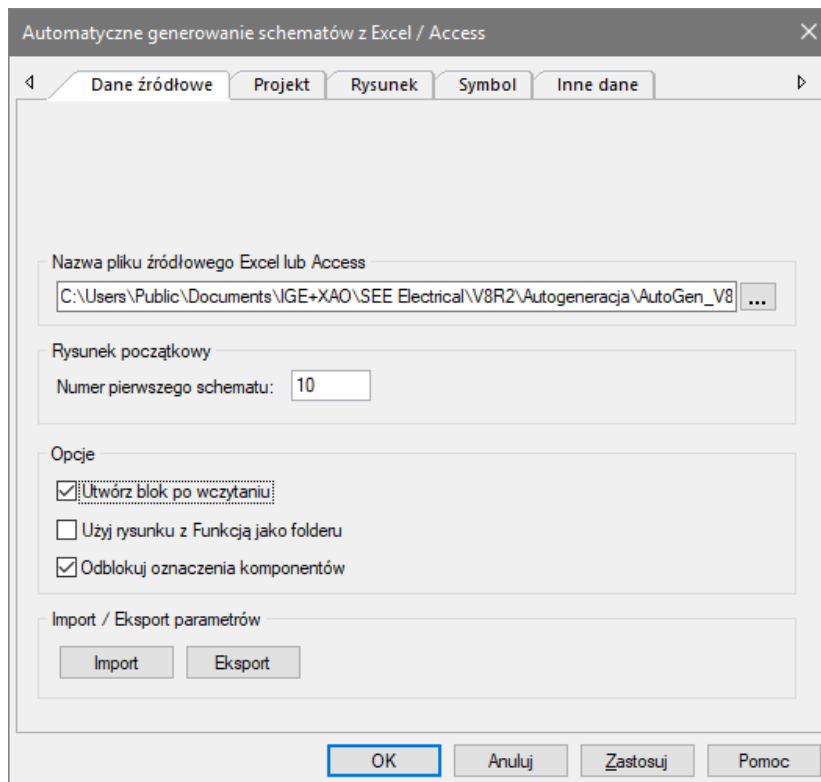 Automatyczne generowanie schematów z Excel / Access
Dane źródłowe Projekt Rysunek Symbol Inne dane
Nazwa pliku źródłowego Excel lub Access
C:\Users\Public\Documents\IGE+XAO\SEE Electrical\V8R2\Autogeneracja\AutoGen_V8 ...
Rysunek początkowy
Numer pierwszego schematu: 10
Opcje
Utwórz blok po wczytaniu
Użyj rysunku z Funkcją jako folderu
Odblokuj oznaczenia komponentów
Import / Eksport parametrów
Import Eksport
OK Anuluj Zastosuj Pomoc